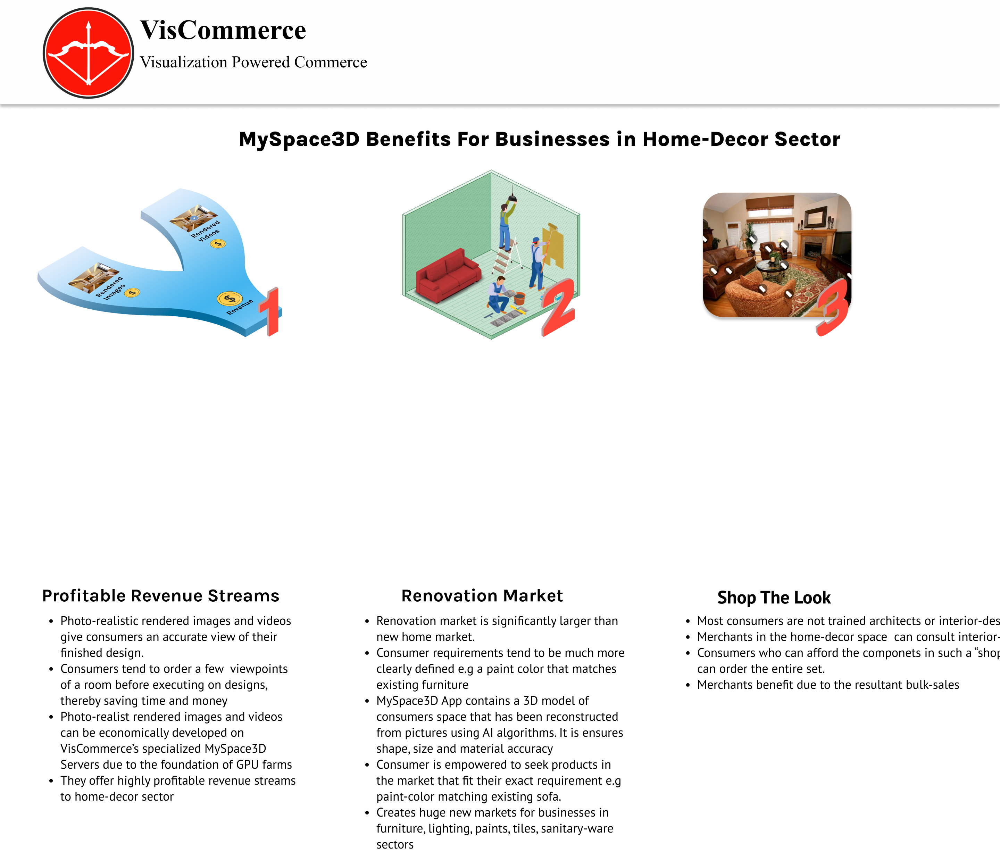 VisCommerce
Visualization Powered Commerce
MySpace3D Benefits For Businesses in Home-Decor Sector
Rendered
Videos
$
Rendered
Images
$
$
Revenue
1
2
3
Profitable Revenue Streams
• Photo-realistic rendered images and videos
give consumers an accurate view of their
finished design.
• Consumers tend to order a few  viewpoints
of a room before executing on designs,
thereby saving time and money
• Photo-realist rendered images and videos
can be economically developed on
VisCommerce’s specialized MySpace3D
Servers due to the foundation of GPU farms
• They offer highly profitable revenue streams
to home-decor sector
Renovation Market
• Renovation market is significantly larger than
new home market.
• Consumer requirements tend to be much more
clearly defined e.g a paint color that matches
existing furniture
• MySpace3D App contains a 3D model of
consumers space that has been reconstructed
from pictures using AI algorithms. It is ensures
shape, size and material accuracy
• Consumer is empowered to seek products in
the market that fit their exact requirement e.g
paint-color matching existing sofa.
• Creates huge new markets for businesses in
furniture, lighting, paints, tiles, sanitary-ware
sectors
Shop The Look
• Most consumers are not trained architects or interior-des
• Merchants in the home-decor space  can consult interior-
• Consumers who can afford the componets in such a “shop
can order the entire set.
• Merchants benefit due to the resultant bulk-sales